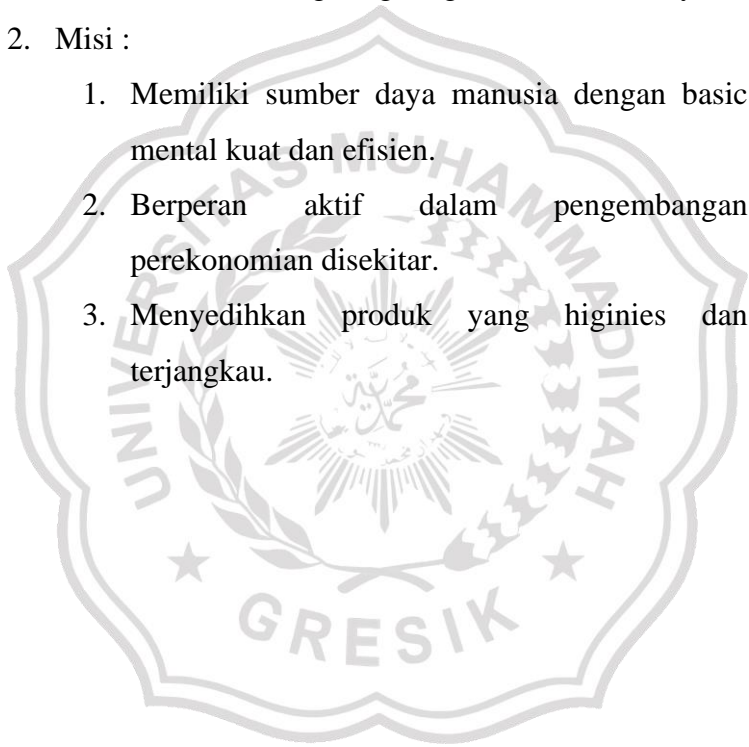 2. Misi :
1. Memiliki sumber daya manusia dengan basic
mental kuat dan efisien.
2. Berperan aktif dalam pengembangan
perekonomian disekitar.
3. Menyedihkan produk yang higinies dan
terjangkau.
UNIVERSITAS MUHAMMADIYAH
GRESIK